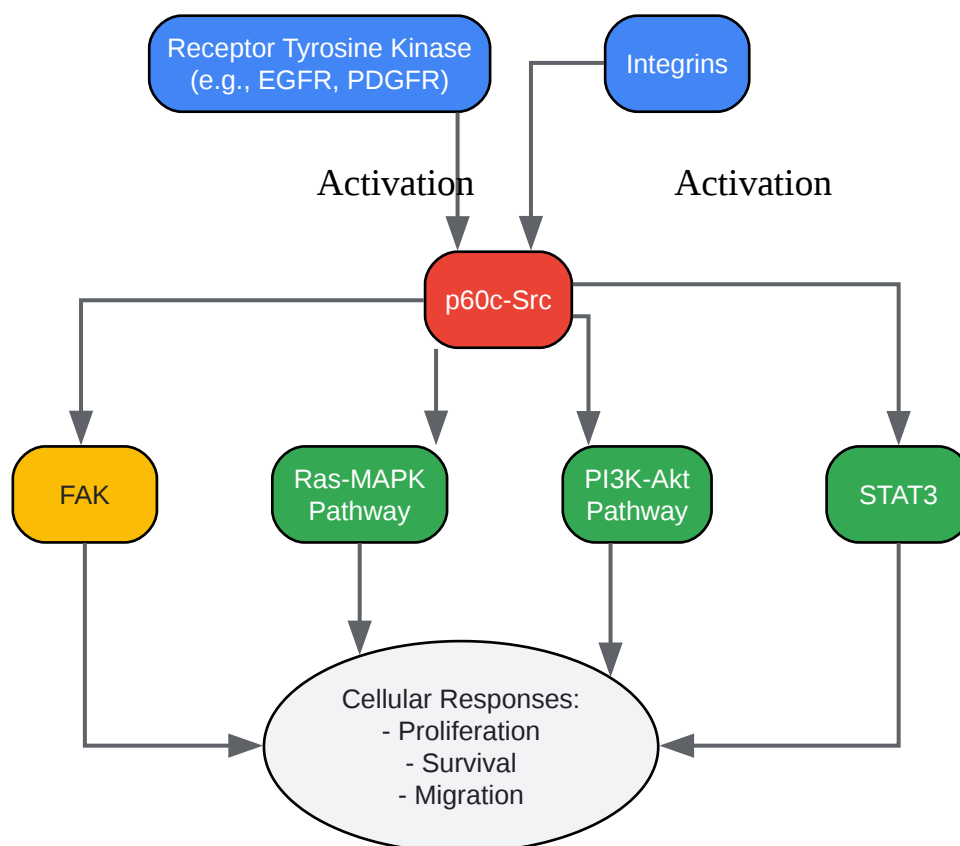 Receptor Tyrosine Kinase
(e.g., EGFR, PDGFR)
Integrins
Activation
Activation
p60c-Src
FAK
Ras-MAPK
Pathway
PI3K-Akt
Pathway
STAT3
Cellular Responses:
- Proliferation
- Survival
- Migration